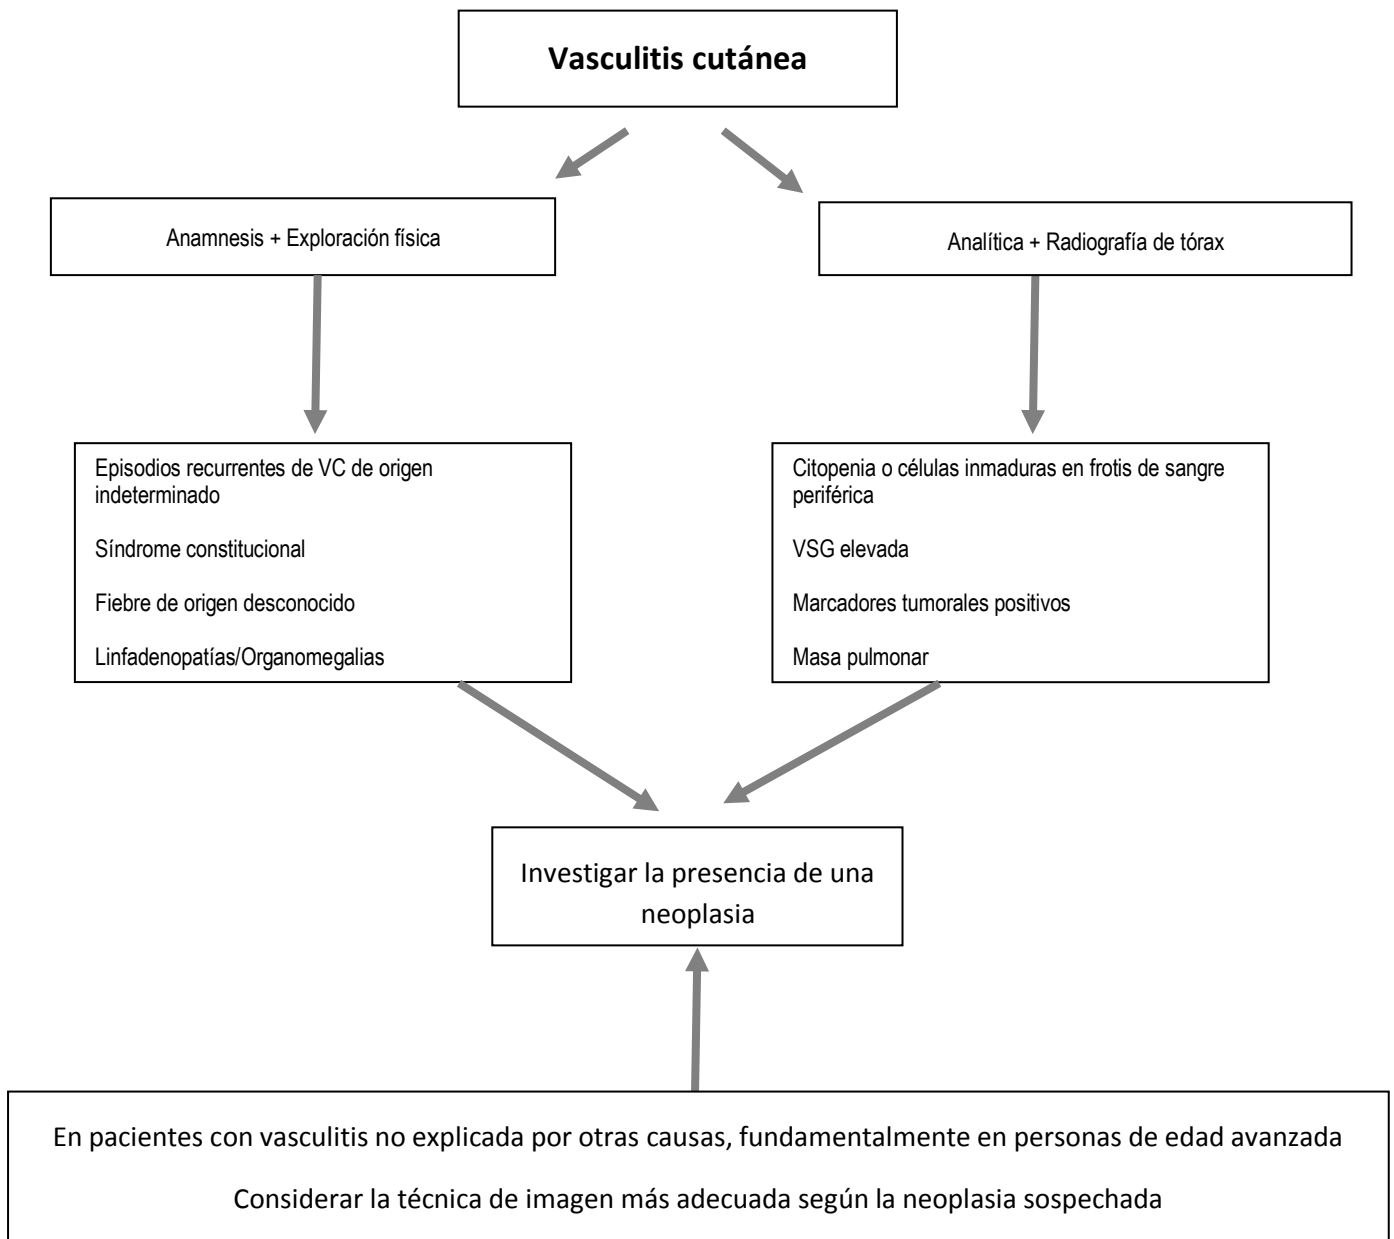 Vasculitis cutánea
Anamnesis + Exploración física
Analítica + Radiografía de tórax
Episodios recurrentes de VC de origen
indeterminado
Síndrome constitucional
Fiebre de origen desconocido
Linfadenopatías/Organomegalias
Citopenia o células inmaduras en frotis de sangre
periférica
VSG elevada
Marcadores tumorales positivos
Masa pulmonar
Investigar la presencia de una
neoplasia
En pacientes con vasculitis no explicada por otras causas, fundamentalmente en personas de edad avanzada
Considerar la técnica de imagen más adecuada según la neoplasia sospechada